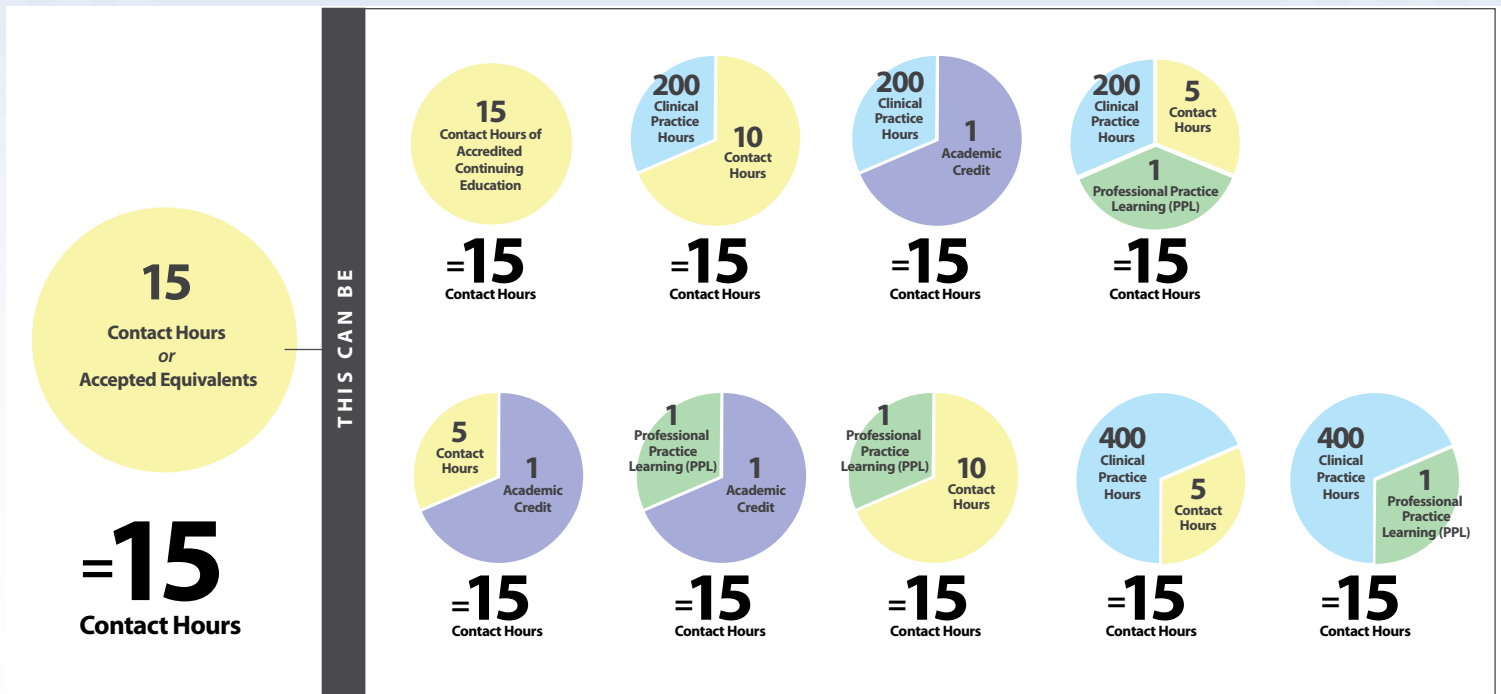 15
Contact Hours
or
Accepted Equivalents
=15
Contact Hours
THIS CAN BE
15
Contact Hours of
Accredited
Continuing
Education
=15
Contact Hours
200
Clinical
Practice
Hours
10
Contact
Hours
=15
Contact Hours
200
Clinical
Practice
Hours
1
Academic
Credit
=15
Contact Hours
200
Clinical
Practice
Hours
5
Contact
Hours
1
Professional Practice
Learning (PPL)
=15
Contact Hours
5
Contact
Hours
1
Academic
Credit
=15
Contact Hours
1
Professional
Practice
Learning (PPL)
1
Academic
Credit
=15
Contact Hours
1
Professional
Practice
Learning (PPL)
10
Contact
Hours
=15
Contact Hours
400
Clinical
Practice
Hours
5
Contact
Hours
=15
Contact Hours
400
Clinical
Practice
Hours
1
Professional
Practice
Learning (PPL)
=15
Contact Hours